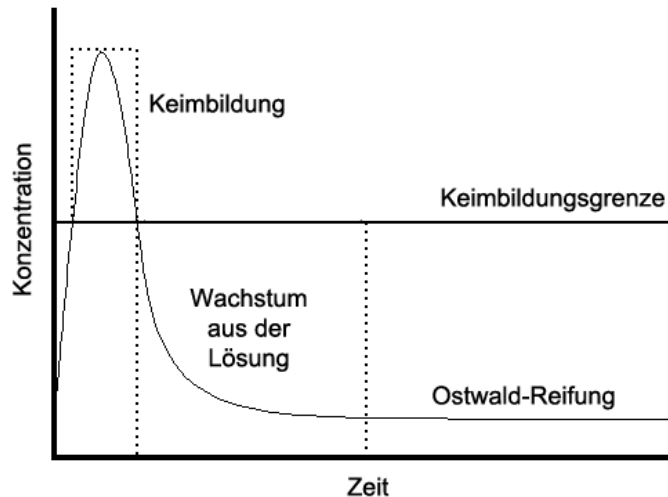 Keimbildung
Keimbildungsgrenze
Konzentration
Wachstum
aus der
Lösung
Ostwald-Reifung
Zeit